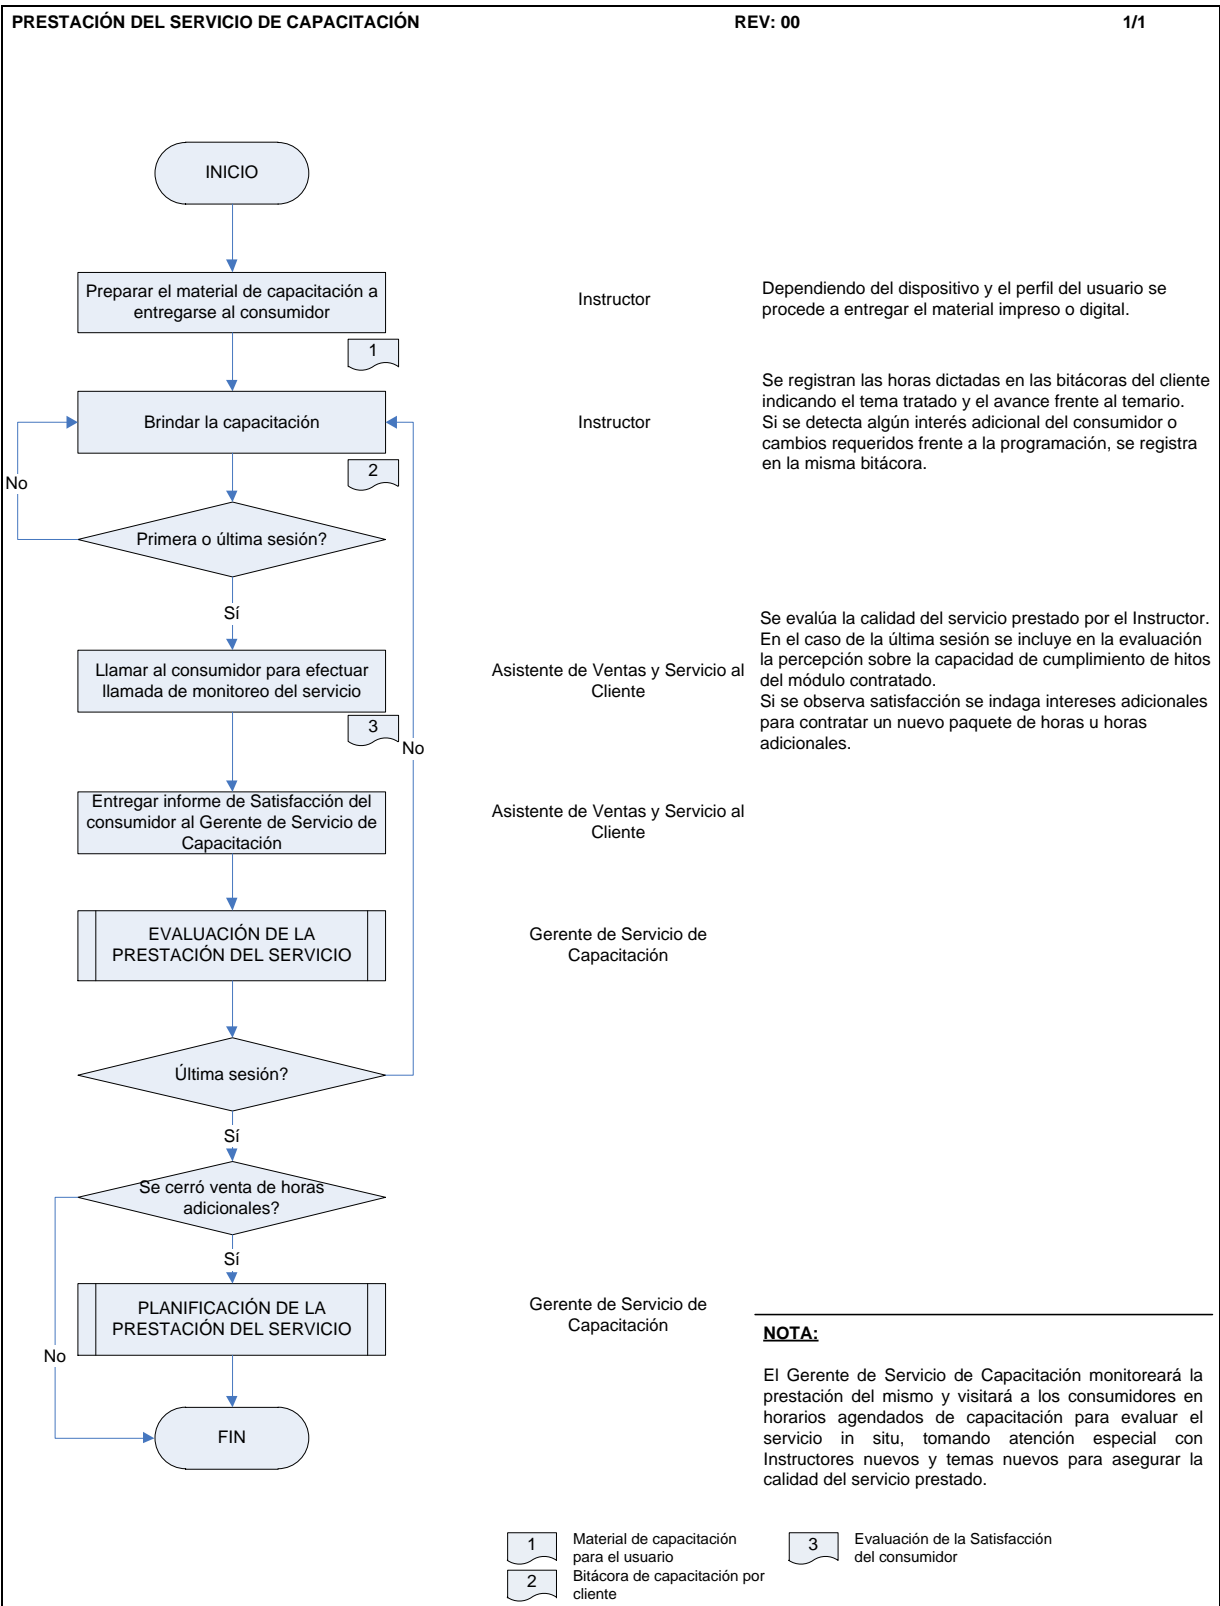 PRESTACIÓN DEL SERVICIO DE CAPACITACIÓN REV: 00 1/1
INICIO
Preparar el material de capacitación a
entregarse al consumidor
1
Instructor
Dependiendo del dispositivo y el perfil del usuario se
procede a entregar el material impreso o digital.
Brindar la capacitación
2
Instructor
Se registran las horas dictadas en las bitácoras del cliente
indicando el tema tratado y el avance frente al temario.
Si se detecta algún interés adicional del consumidor o
cambios requeridos frente a la programación, se registra
en la misma bitácora.
No
Primera o última sesión?
Sí
Llamar al consumidor para efectuar
llamada de monitoreo del servicio
3
No
Asistente de Ventas y Servicio al
Cliente
Se evalúa la calidad del servicio prestado por el Instructor.
En el caso de la última sesión se incluye en la evaluación
la percepción sobre la capacidad de cumplimiento de hitos
del módulo contratado.
Si se observa satisfacción se indaga intereses adicionales
para contratar un nuevo paquete de horas u horas
adicionales.
Entregar informe de Satisfacción del
consumidor al Gerente de Servicio de
Capacitación
Asistente de Ventas y Servicio al
Cliente
EVALUACIÓN DE LA
PRESTACIÓN DEL SERVICIO
Gerente de Servicio de
Capacitación
Última sesión?
Sí
Se cerró venta de horas
adicionales?
Sí
PLANIFICACIÓN DE LA
PRESTACIÓN DEL SERVICIO
Gerente de Servicio de
Capacitación
No
FIN
NOTA:
El Gerente de Servicio de Capacitación monitoreará la
prestación del mismo y visitará a los consumidores en
horarios agendados de capacitación para evaluar el
servicio in situ, tomando atención especial con
Instructores nuevos y temas nuevos para asegurar la
calidad del servicio prestado.
1
Material de capacitación
para el usuario
2
Bitácora de capacitación por
cliente
3
Evaluación de la Satisfacción
del consumidor